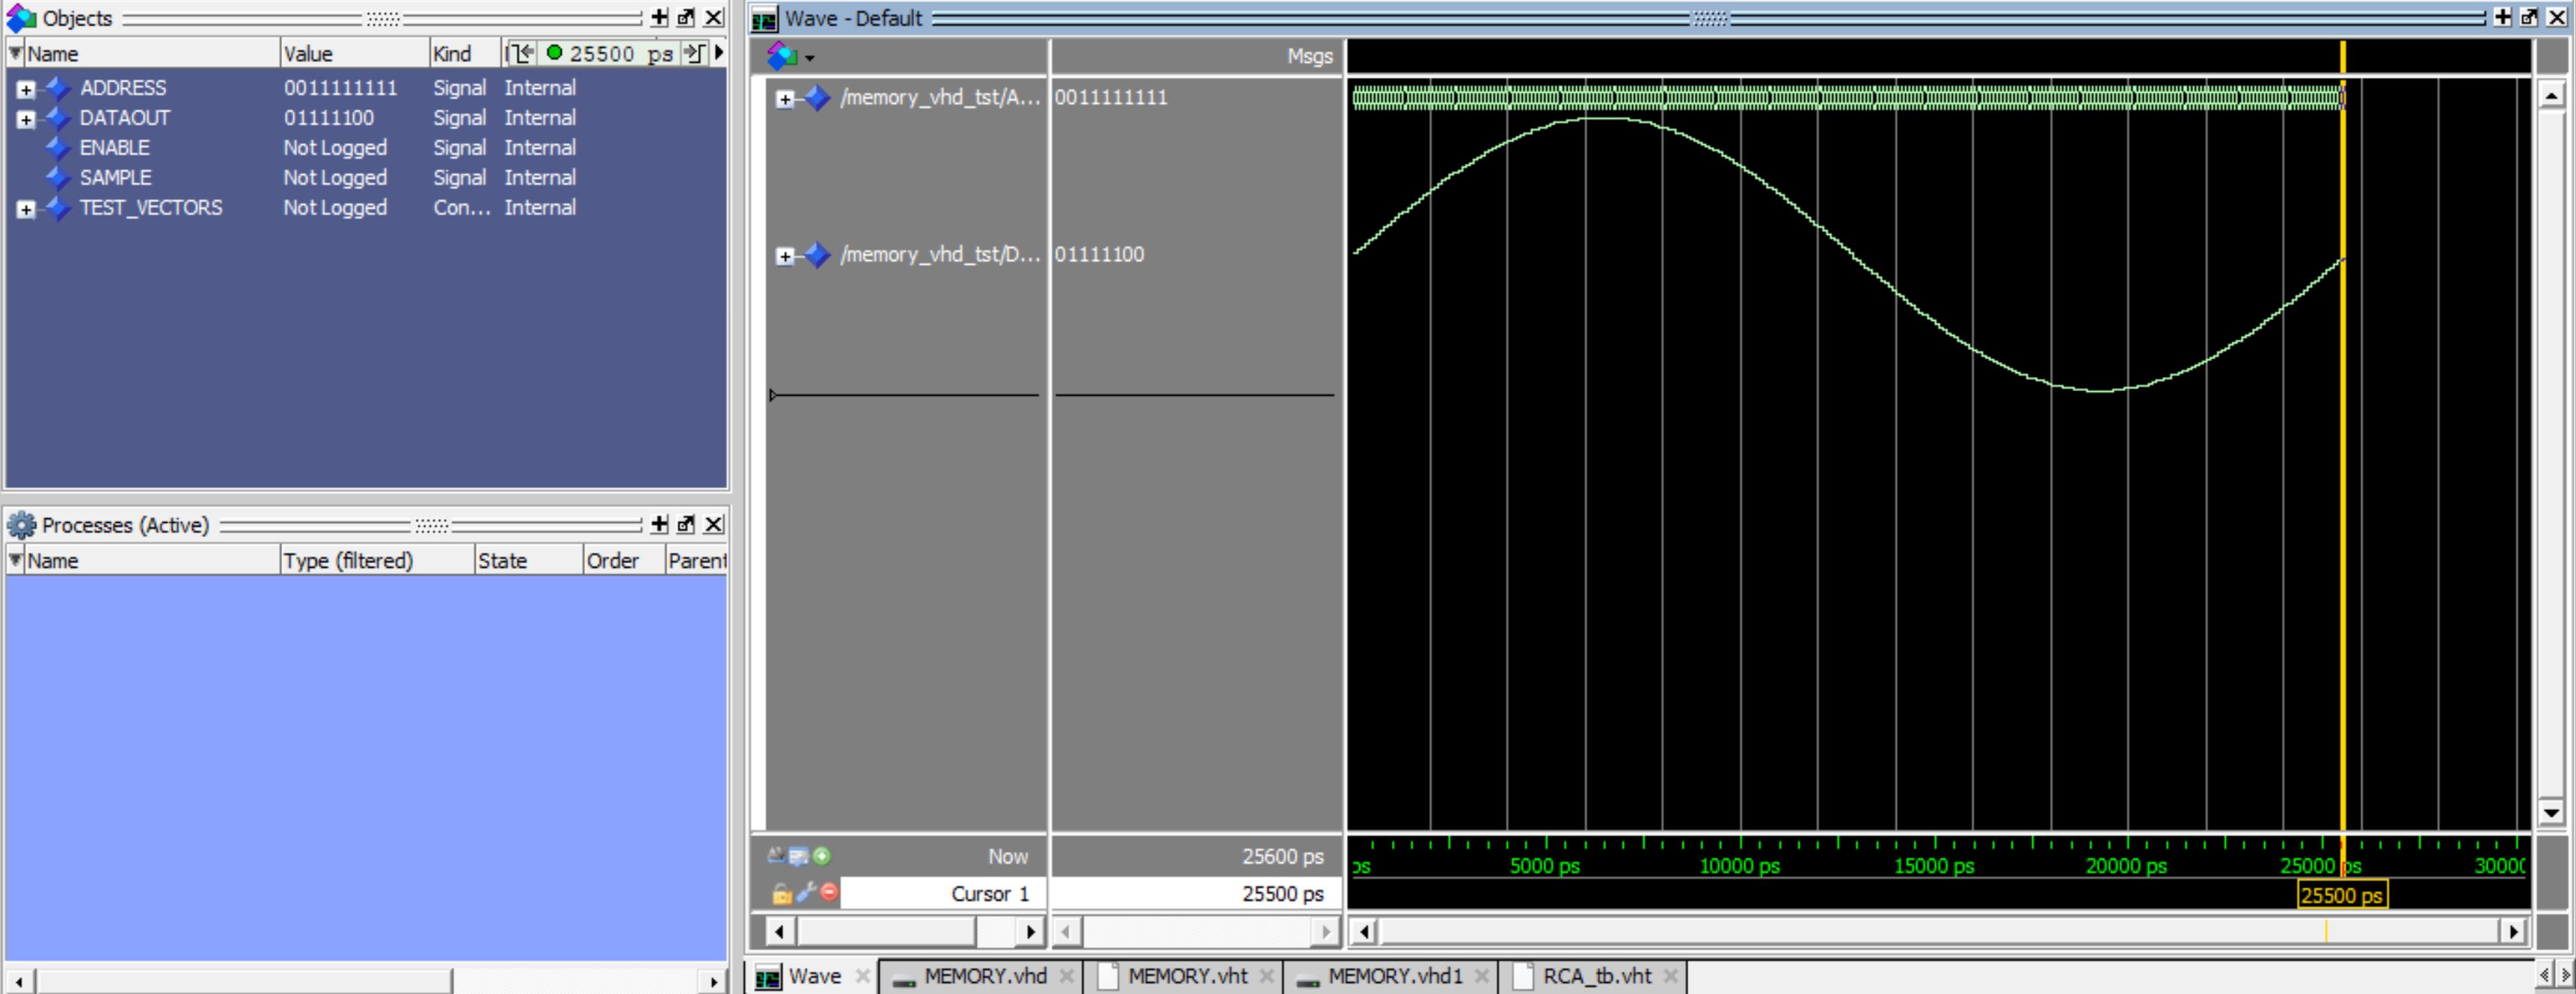 Objects
Name Value Kind 25500 ps
ADDRESS 0011111111 Signal Internal
DATAOUT 01111100 Signal Internal
ENABLE Not Logged Signal Internal
SAMPLE Not Logged Signal Internal
TEST_VECTORS Not Logged Con... Internal
Processes (Active)
Name Type (filtered) State Order Parent
Wave - Default
Msgs
/memory_vhd_tst/A... 0011111111
/memory_vhd_tst/D... 01111100
Now 25600 ps
ps 5000 ps 10000 ps 15000 ps 20000 ps 25000 ps 30000
Cursor 1 25500 ps
25500 ps
Wave MEMORY.vhd MEMORY.vht MEMORY.vhd1 RCA_tb.vht